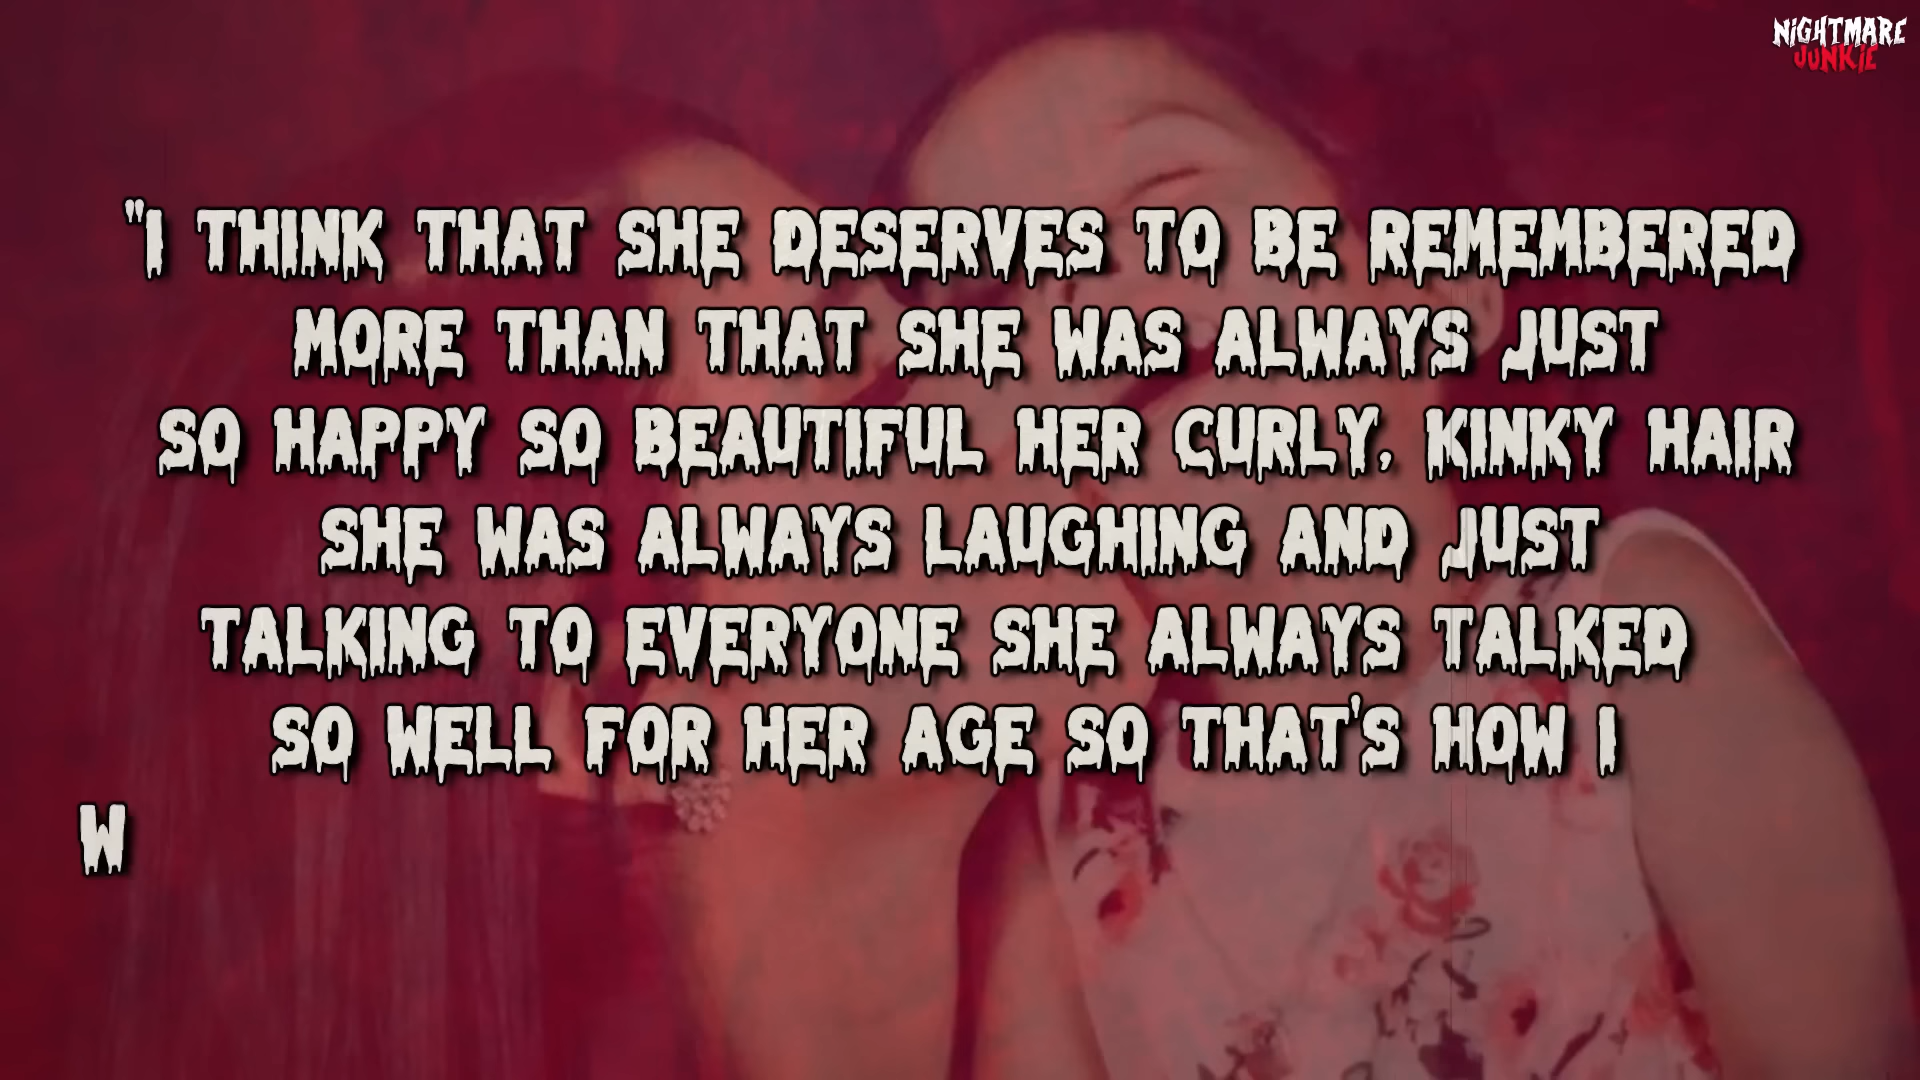 NIGHTMARE
JUNKIE
"I THINK THAT SHE DESERVES TO BE REMEMBERED
MORE THAN THAT SHE WAS ALWAYS JUST
SO HAPPY SO BEAUTIFUL HER CURLY, KINKY HAIR
SHE WAS ALWAYS LAUGHING AND JUST
TALKING TO EVERYONE SHE ALWAYS TALKED
SO WELL FOR HER AGE SO THAT'S HOW I
W